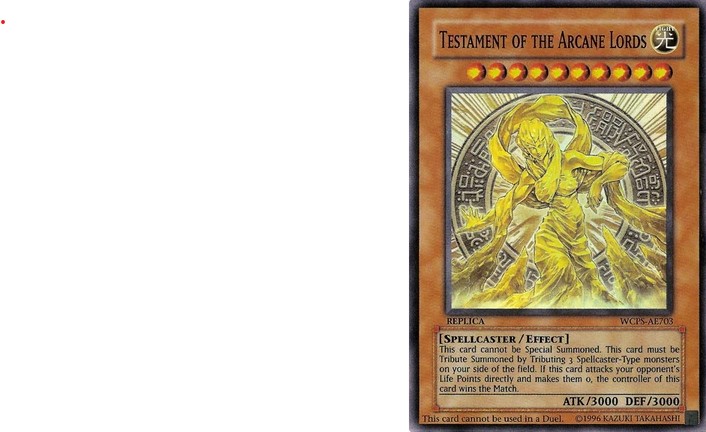 TESTAMENT OF THE ARCANE LORDS
LIGHT
光
REPLICA WCPS-AE703
[SPELLCASTER / EFFECT]
This card cannot be Special Summoned. This card must be
Tribute Summoned by Tributing 3 Spellcaster-Type monsters
on your side of the field. If this card attacks your opponent's
Life Points directly and makes them 0, the controller of this
card wins the Match.
ATK/3000 DEF/3000
This card cannot be used in a Duel. ©1996 KAZUKI TAKAHASHI